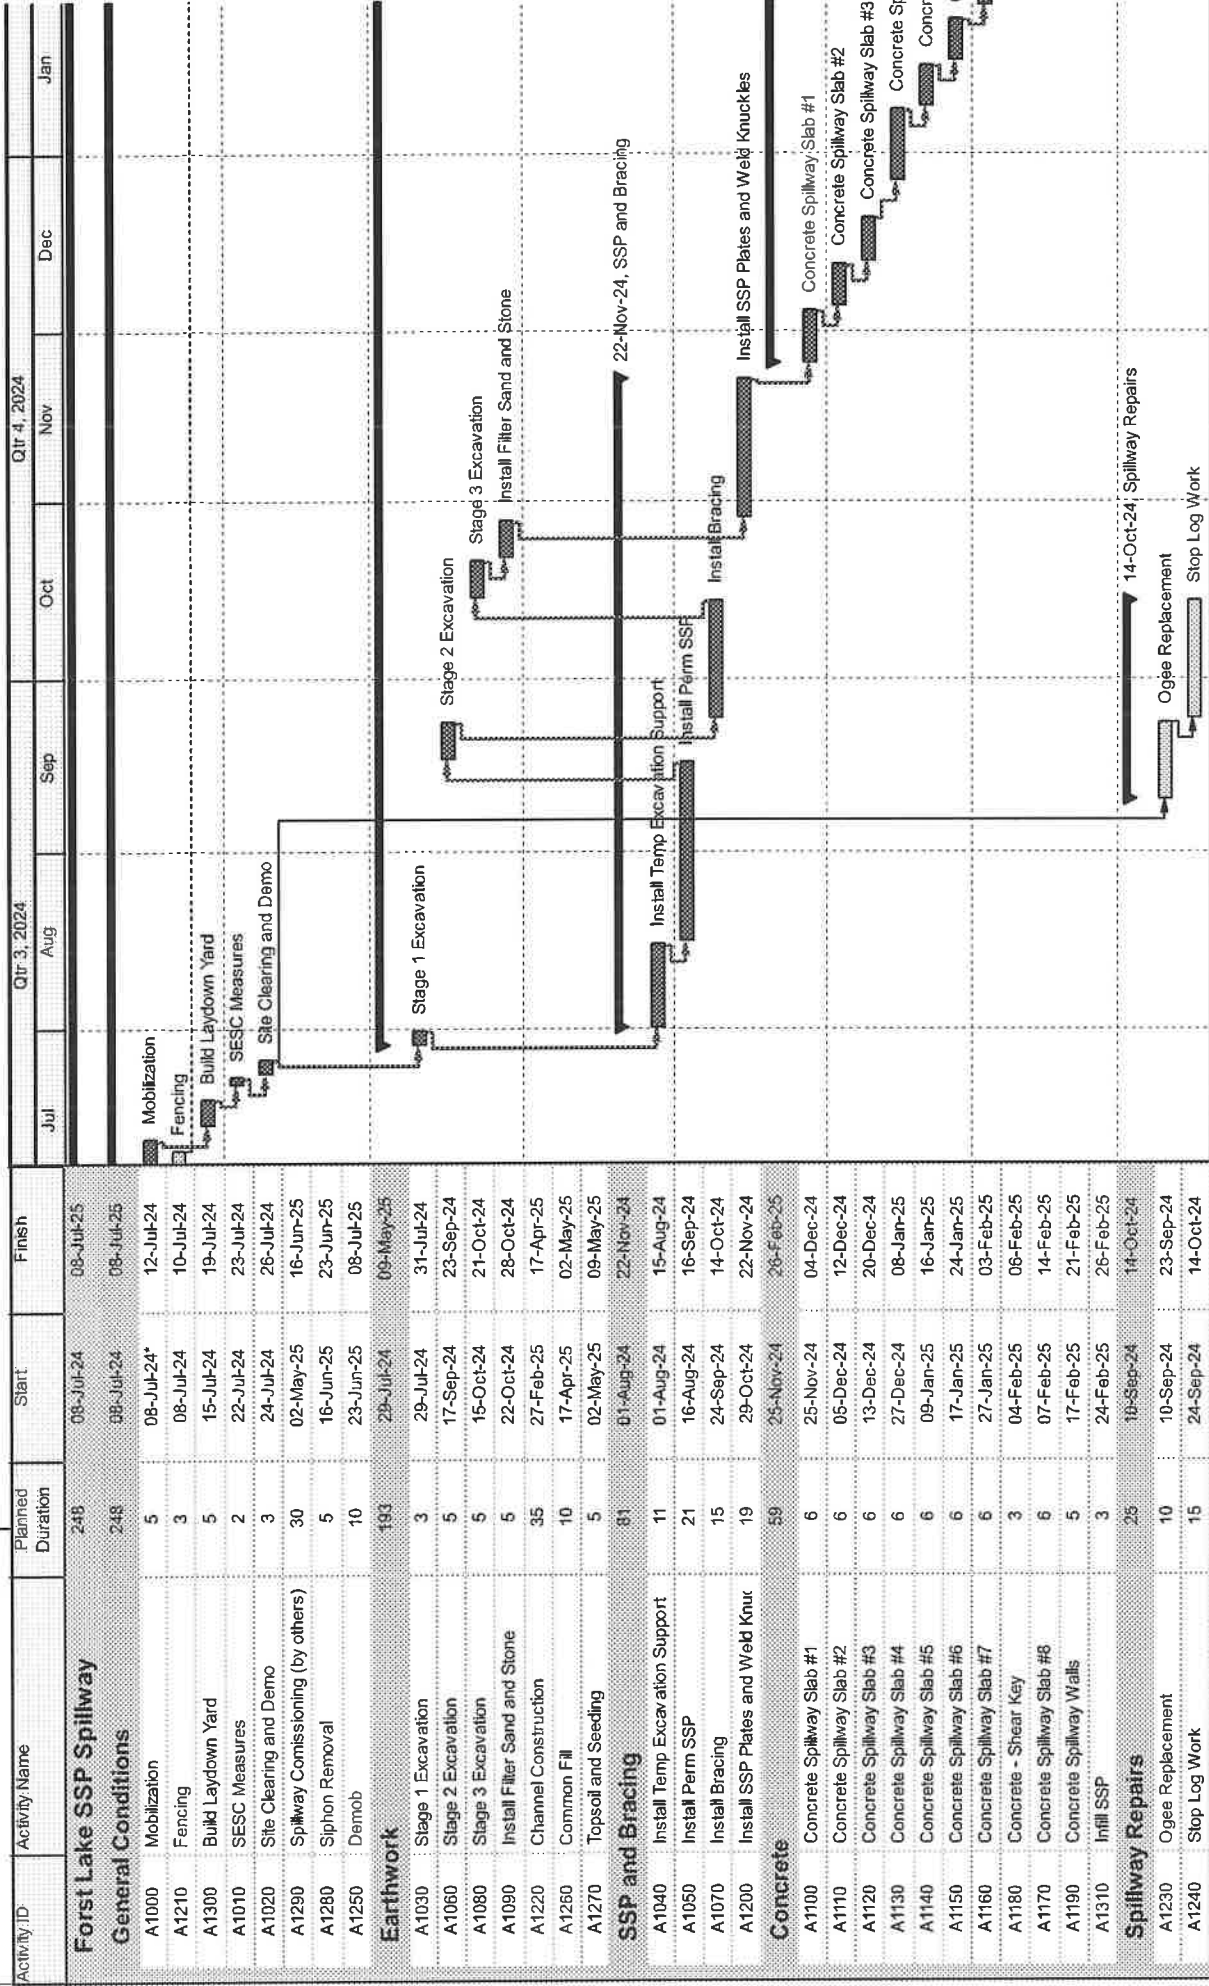 Activity ID Activity Name Planned Duration Start Finish
Qtr 3, 2024 Qtr 4, 2024
Jul Aug Sep Oct Nov Dec Jan
Forst Lake SSP Spillway 248 08-Jul-24 08-Jul-25
General Conditions 248 08-Jul-24 08-Jul-25
A1000 Mobilization 5 08-Jul-24* 12-Jul-24 Mobilization
A1210 Fencing 3 08-Jul-24 10-Jul-24 Fencing
A1300 Build Laydown Yard 5 15-Jul-24 19-Jul-24 Build Laydown Yard
A1010 SESC Measures 2 22-Jul-24 23-Jul-24 SESC Measures
A1020 Site Clearing and Demo 3 24-Jul-24 26-Jul-24 Site Clearing and Demo
A1290 Spillway Comissioning (by others) 30 02-May-25 16-Jun-25
A1280 Siphon Removal 5 16-Jun-25 23-Jun-25
A1250 Demob 10 23-Jun-25 08-Jul-25
Earthwork 193 29-Jul-24 09-May-25
A1030 Stage 1 Excavation 3 29-Jul-24 31-Jul-24 Stage 1 Excavation
A1060 Stage 2 Excavation 5 17-Sep-24 23-Sep-24 Stage 2 Excavation
A1080 Stage 3 Excavation 5 15-Oct-24 21-Oct-24 Stage 3 Excavation
A1090 Install Filter Sand and Stone 5 22-Oct-24 28-Oct-24 Install Filter Sand and Stone
A1220 Channel Construction 35 27-Feb-25 17-Apr-25
A1260 Common Fill 10 17-Apr-25 02-May-25
A1270 Topsoil and Seeding 5 02-May-25 09-May-25
SSP and Bracing 81 01-Aug-24 22-Nov-24 22-Nov-24, SSP and Bracing
A1040 Install Temp Excavation Support 11 01-Aug-24 15-Aug-24 Install Temp Excavation Support
A1050 Install Perm SSP 21 16-Aug-24 16-Sep-24 Install Perm SSP
A1070 Install Bracing 15 24-Sep-24 14-Oct-24 Install Bracing
A1200 Install SSP Plates and Weld Knuc 19 29-Oct-24 22-Nov-24 Install SSP Plates and Weld Knuckles
Concrete 59 25-Nov-24 26-Feb-25
A1100 Concrete Spillway Slab #1 6 25-Nov-24 04-Dec-24 Concrete Spillway Slab #1
A1110 Concrete Spillway Slab #2 6 05-Dec-24 12-Dec-24 Concrete Spillway Slab #2
A1120 Concrete Spillway Slab #3 6 13-Dec-24 20-Dec-24 Concrete Spillway Slab #3
A1130 Concrete Spillway Slab #4 6 27-Dec-24 08-Jan-25 Concrete Sp
A1140 Concrete Spillway Slab #5 6 09-Jan-25 16-Jan-25 Concr
A1150 Concrete Spillway Slab #6 6 17-Jan-25 24-Jan-25
A1160 Concrete Spillway Slab #7 6 27-Jan-25 03-Feb-25
A1180 Concrete - Shear Key 3 04-Feb-25 06-Feb-25
A1170 Concrete Spillway Slab #8 6 07-Feb-25 14-Feb-25
A1190 Concrete Spillway Walls 5 17-Feb-25 21-Feb-25
A1310 Infill SSP 3 24-Feb-25 26-Feb-25
Spillway Repairs 25 10-Sep-24 14-Oct-24 14-Oct-24, Spillway Repairs
A1230 Ogee Replacement 10 10-Sep-24 23-Sep-24 Ogee Replacement
A1240 Stop Log Work 15 24-Sep-24 14-Oct-24 Stop Log Work